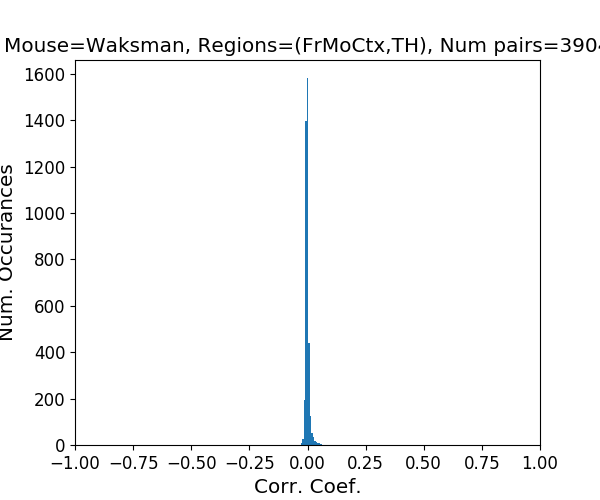 Mouse=Waksman, Regions=(FrMoCtx,TH), Num pairs=390
1600
1400
1200
1000
800
600
400
200
0
Num. Occurances
−1.00 −0.75 −0.50 −0.25 0.00 0.25 0.50 0.75 1.00
Corr. Coef.